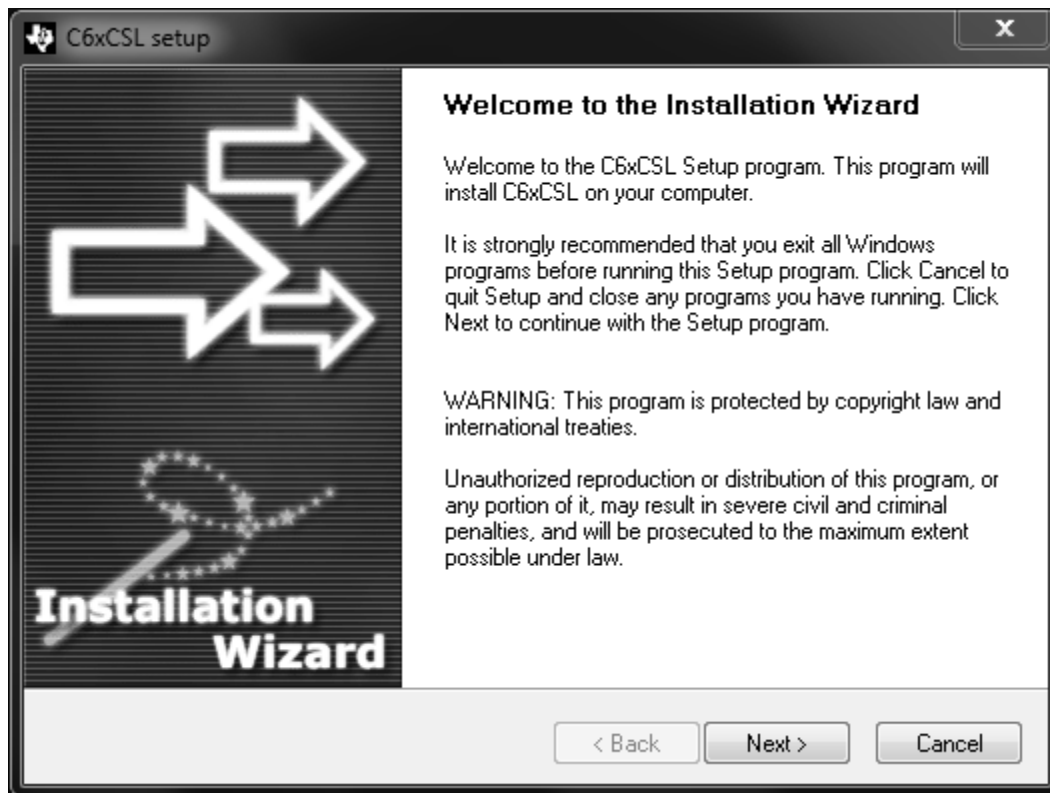 C6xCSL setup
Welcome to the Installation Wizard
Welcome to the C6xCSL Setup program. This program will
install C6xCSL on your computer.
It is strongly recommended that you exit all Windows
programs before running this Setup program. Click Cancel to
quit Setup and close any programs you have running. Click
Next to continue with the Setup program.
WARNING: This program is protected by copyright law and
international treaties.
Unauthorized reproduction or distribution of this program, or
any portion of it, may result in severe civil and criminal
penalties, and will be prosecuted to the maximum extent
possible under law.
Installation
Wizard
< Back Next > Cancel